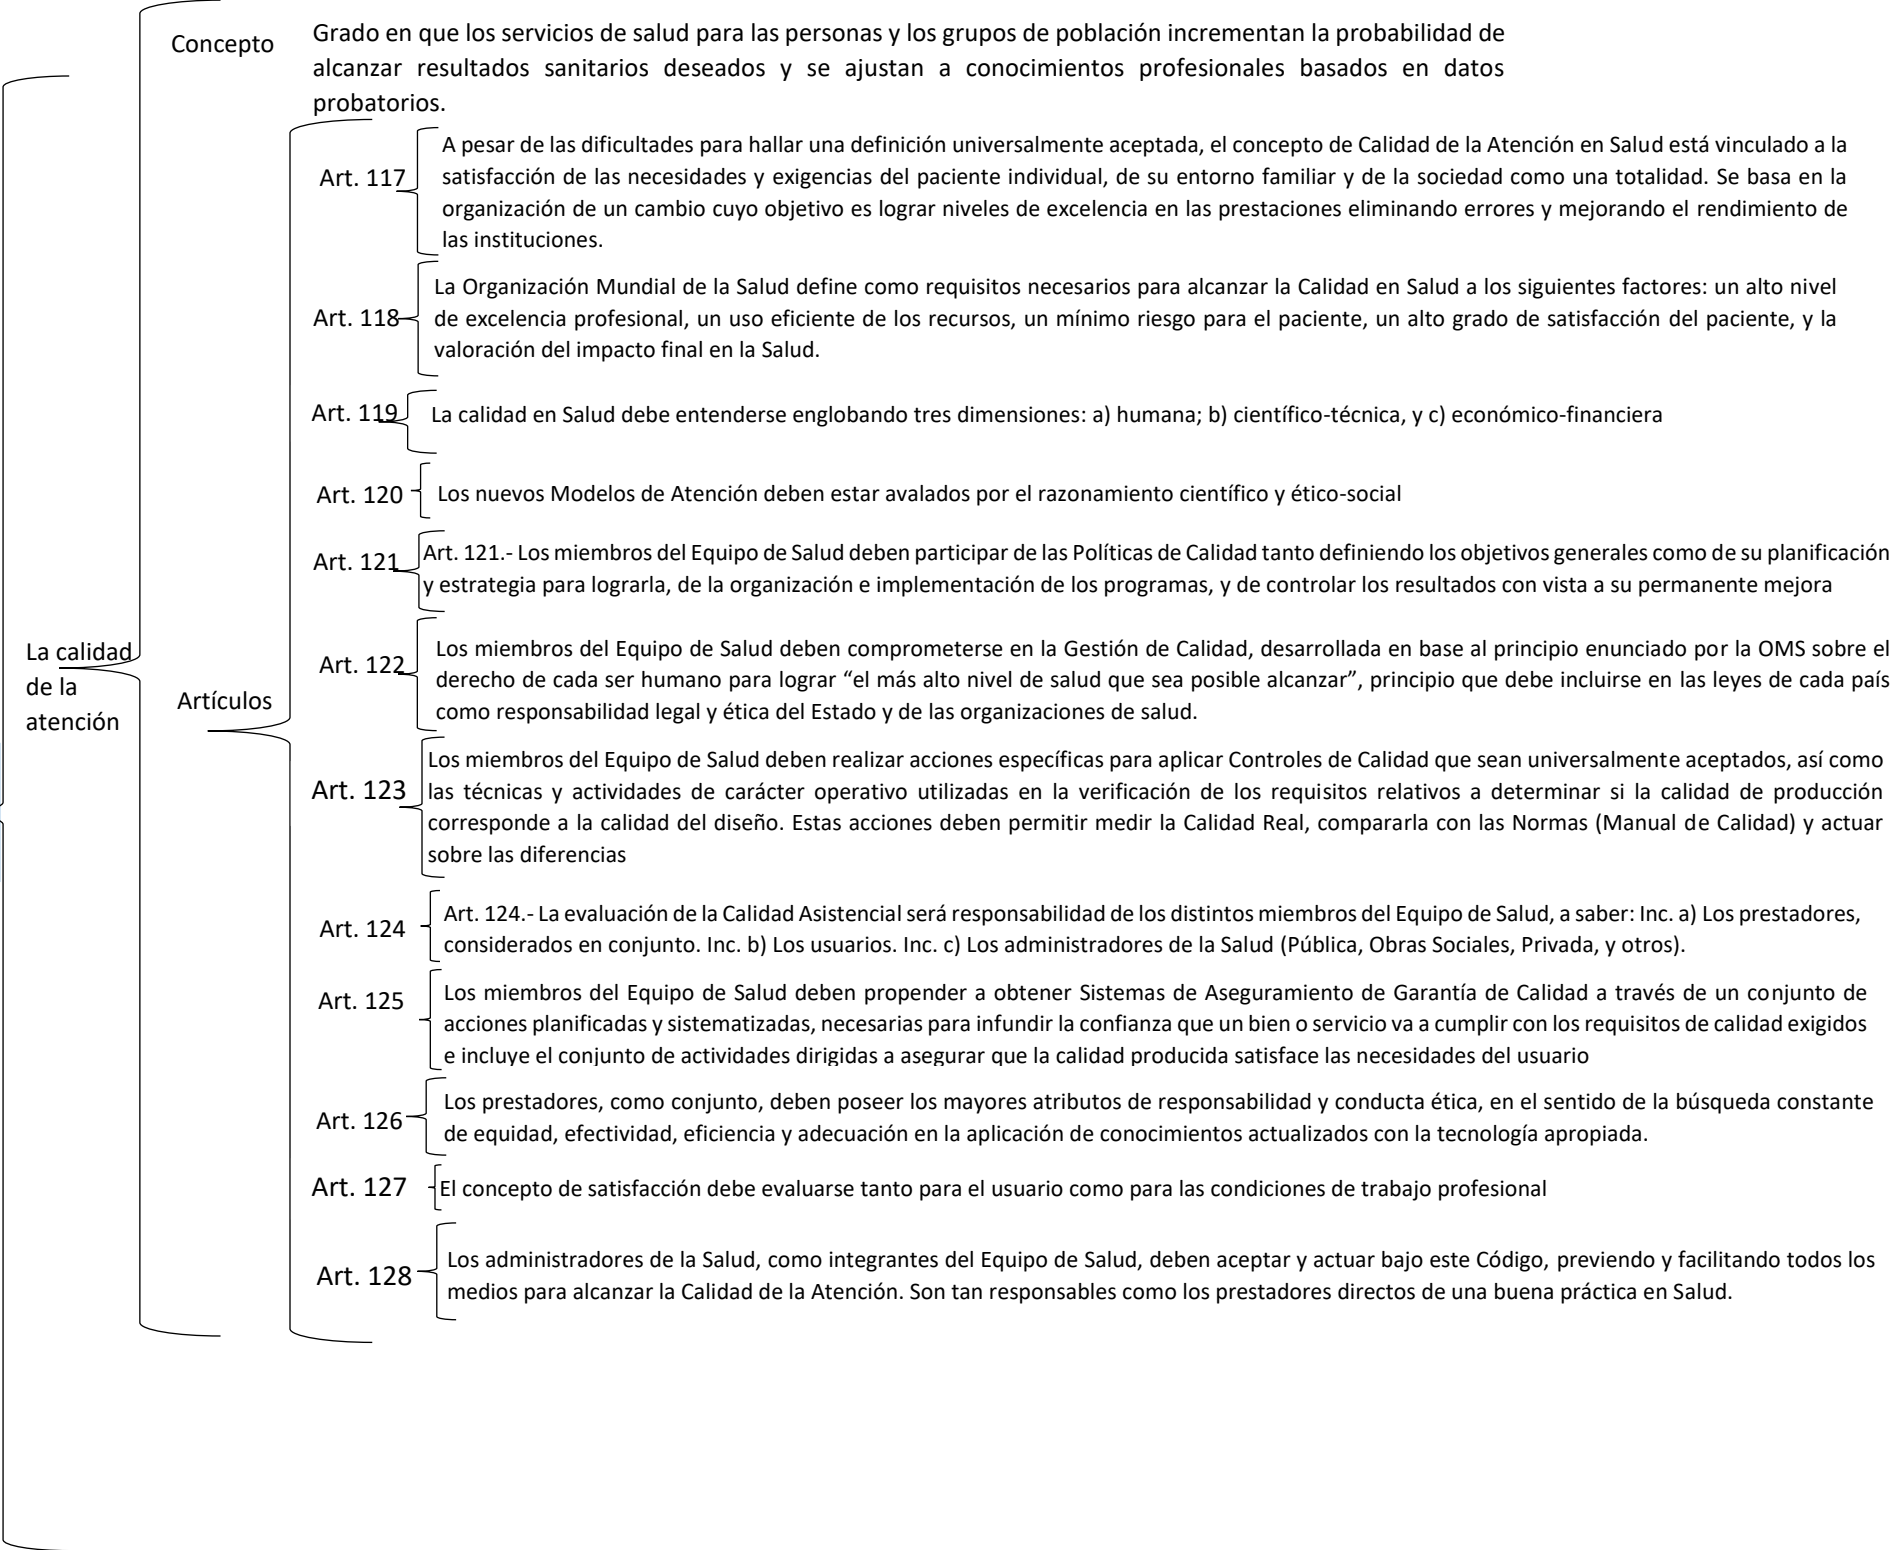 Concepto
Grado en que los servicios de salud para las personas y los grupos de población incrementan la probabilidad de
alcanzar resultados sanitarios deseados y se ajustan a conocimientos profesionales basados en datos
probatorios.
Art. 117
A pesar de las dificultades para hallar una definición universalmente aceptada, el concepto de Calidad de la Atención en Salud está vinculado a la
satisfacción de las necesidades y exigencias del paciente individual, de su entorno familiar y de la sociedad como una totalidad. Se basa en la
organización de un cambio cuyo objetivo es lograr niveles de excelencia en las prestaciones eliminando errores y mejorando el rendimiento de
las instituciones.
Art. 118
La Organización Mundial de la Salud define como requisitos necesarios para alcanzar la Calidad en Salud a los siguientes factores: un alto nivel
de excelencia profesional, un uso eficiente de los recursos, un mínimo riesgo para el paciente, un alto grado de satisfacción del paciente, y la
valoración del impacto final en la Salud.
Art. 119
La calidad en Salud debe entenderse englobando tres dimensiones: a) humana; b) científico-técnica, y c) económico-financiera
Art. 120
Los nuevos Modelos de Atención deben estar avalados por el razonamiento científico y ético-social
Art. 121
Art. 121.- Los miembros del Equipo de Salud deben participar de las Políticas de Calidad tanto definiendo los objetivos generales como de su planificación
y estrategia para lograrla, de la organización e implementación de los programas, y de controlar los resultados con vista a su permanente mejora
La calidad
de la
atención
Artículos
Art. 122
Los miembros del Equipo de Salud deben comprometerse en la Gestión de Calidad, desarrollada en base al principio enunciado por la OMS sobre el
derecho de cada ser humano para lograr “el más alto nivel de salud que sea posible alcanzar”, principio que debe incluirse en las leyes de cada país
como responsabilidad legal y ética del Estado y de las organizaciones de salud.
Art. 123
Los miembros del Equipo de Salud deben realizar acciones específicas para aplicar Controles de Calidad que sean universalmente aceptados, así como
las técnicas y actividades de carácter operativo utilizadas en la verificación de los requisitos relativos a determinar si la calidad de producción
corresponde a la calidad del diseño. Estas acciones deben permitir medir la Calidad Real, compararla con las Normas (Manual de Calidad) y actuar
sobre las diferencias
Art. 124
Art. 124.- La evaluación de la Calidad Asistencial será responsabilidad de los distintos miembros del Equipo de Salud, a saber: Inc. a) Los prestadores,
considerados en conjunto. Inc. b) Los usuarios. Inc. c) Los administradores de la Salud (Pública, Obras Sociales, Privada, y otros).
Art. 125
Los miembros del Equipo de Salud deben propender a obtener Sistemas de Aseguramiento de Garantía de Calidad a través de un conjunto de
acciones planificadas y sistematizadas, necesarias para infundir la confianza que un bien o servicio va a cumplir con los requisitos de calidad exigidos
e incluye el conjunto de actividades dirigidas a asegurar que la calidad producida satisface las necesidades del usuario
Art. 126
Los prestadores, como conjunto, deben poseer los mayores atributos de responsabilidad y conducta ética, en el sentido de la búsqueda constante
de equidad, efectividad, eficiencia y adecuación en la aplicación de conocimientos actualizados con la tecnología apropiada.
Art. 127
El concepto de satisfacción debe evaluarse tanto para el usuario como para las condiciones de trabajo profesional
Art. 128
Los administradores de la Salud, como integrantes del Equipo de Salud, deben aceptar y actuar bajo este Código, previendo y facilitando todos los
medios para alcanzar la Calidad de la Atención. Son tan responsables como los prestadores directos de una buena práctica en Salud.